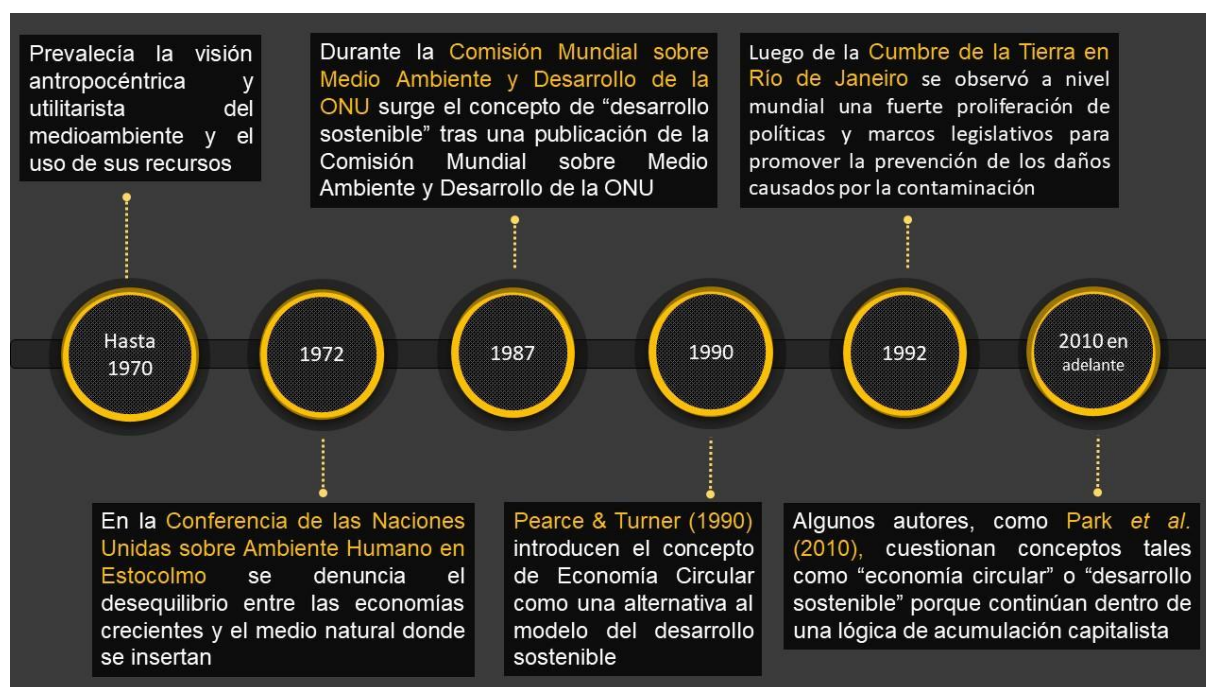 Prevalecía la visión
antropocéntrica y
utilitarista del
medioambiente y el
uso de sus recursos
Durante la Comisión Mundial sobre
Medio Ambiente y Desarrollo de la
ONU surge el concepto de “desarrollo
sostenible” tras una publicación de la
Comisión Mundial sobre Medio
Ambiente y Desarrollo de la ONU
Luego de la Cumbre de la Tierra en
Río de Janeiro se observó a nivel
mundial una fuerte proliferación de
políticas y marcos legislativos para
promover la prevención de los daños
causados por la contaminación
Hasta
1970
1972
1987
1990
1992
2010 en
adelante
En la Conferencia de las Naciones
Unidas sobre Ambiente Humano en
Estocolmo se denuncia el
desequilibrio entre las economías
crecientes y el medio natural donde
se insertan
Pearce & Turner (1990)
introducen el concepto
de Economía Circular
como una alternativa al
modelo del desarrollo
sostenible
Algunos autores, como Park et al.
(2010), cuestionan conceptos tales
como “economía circular” o “desarrollo
sostenible” porque continúan dentro de
una lógica de acumulación capitalista